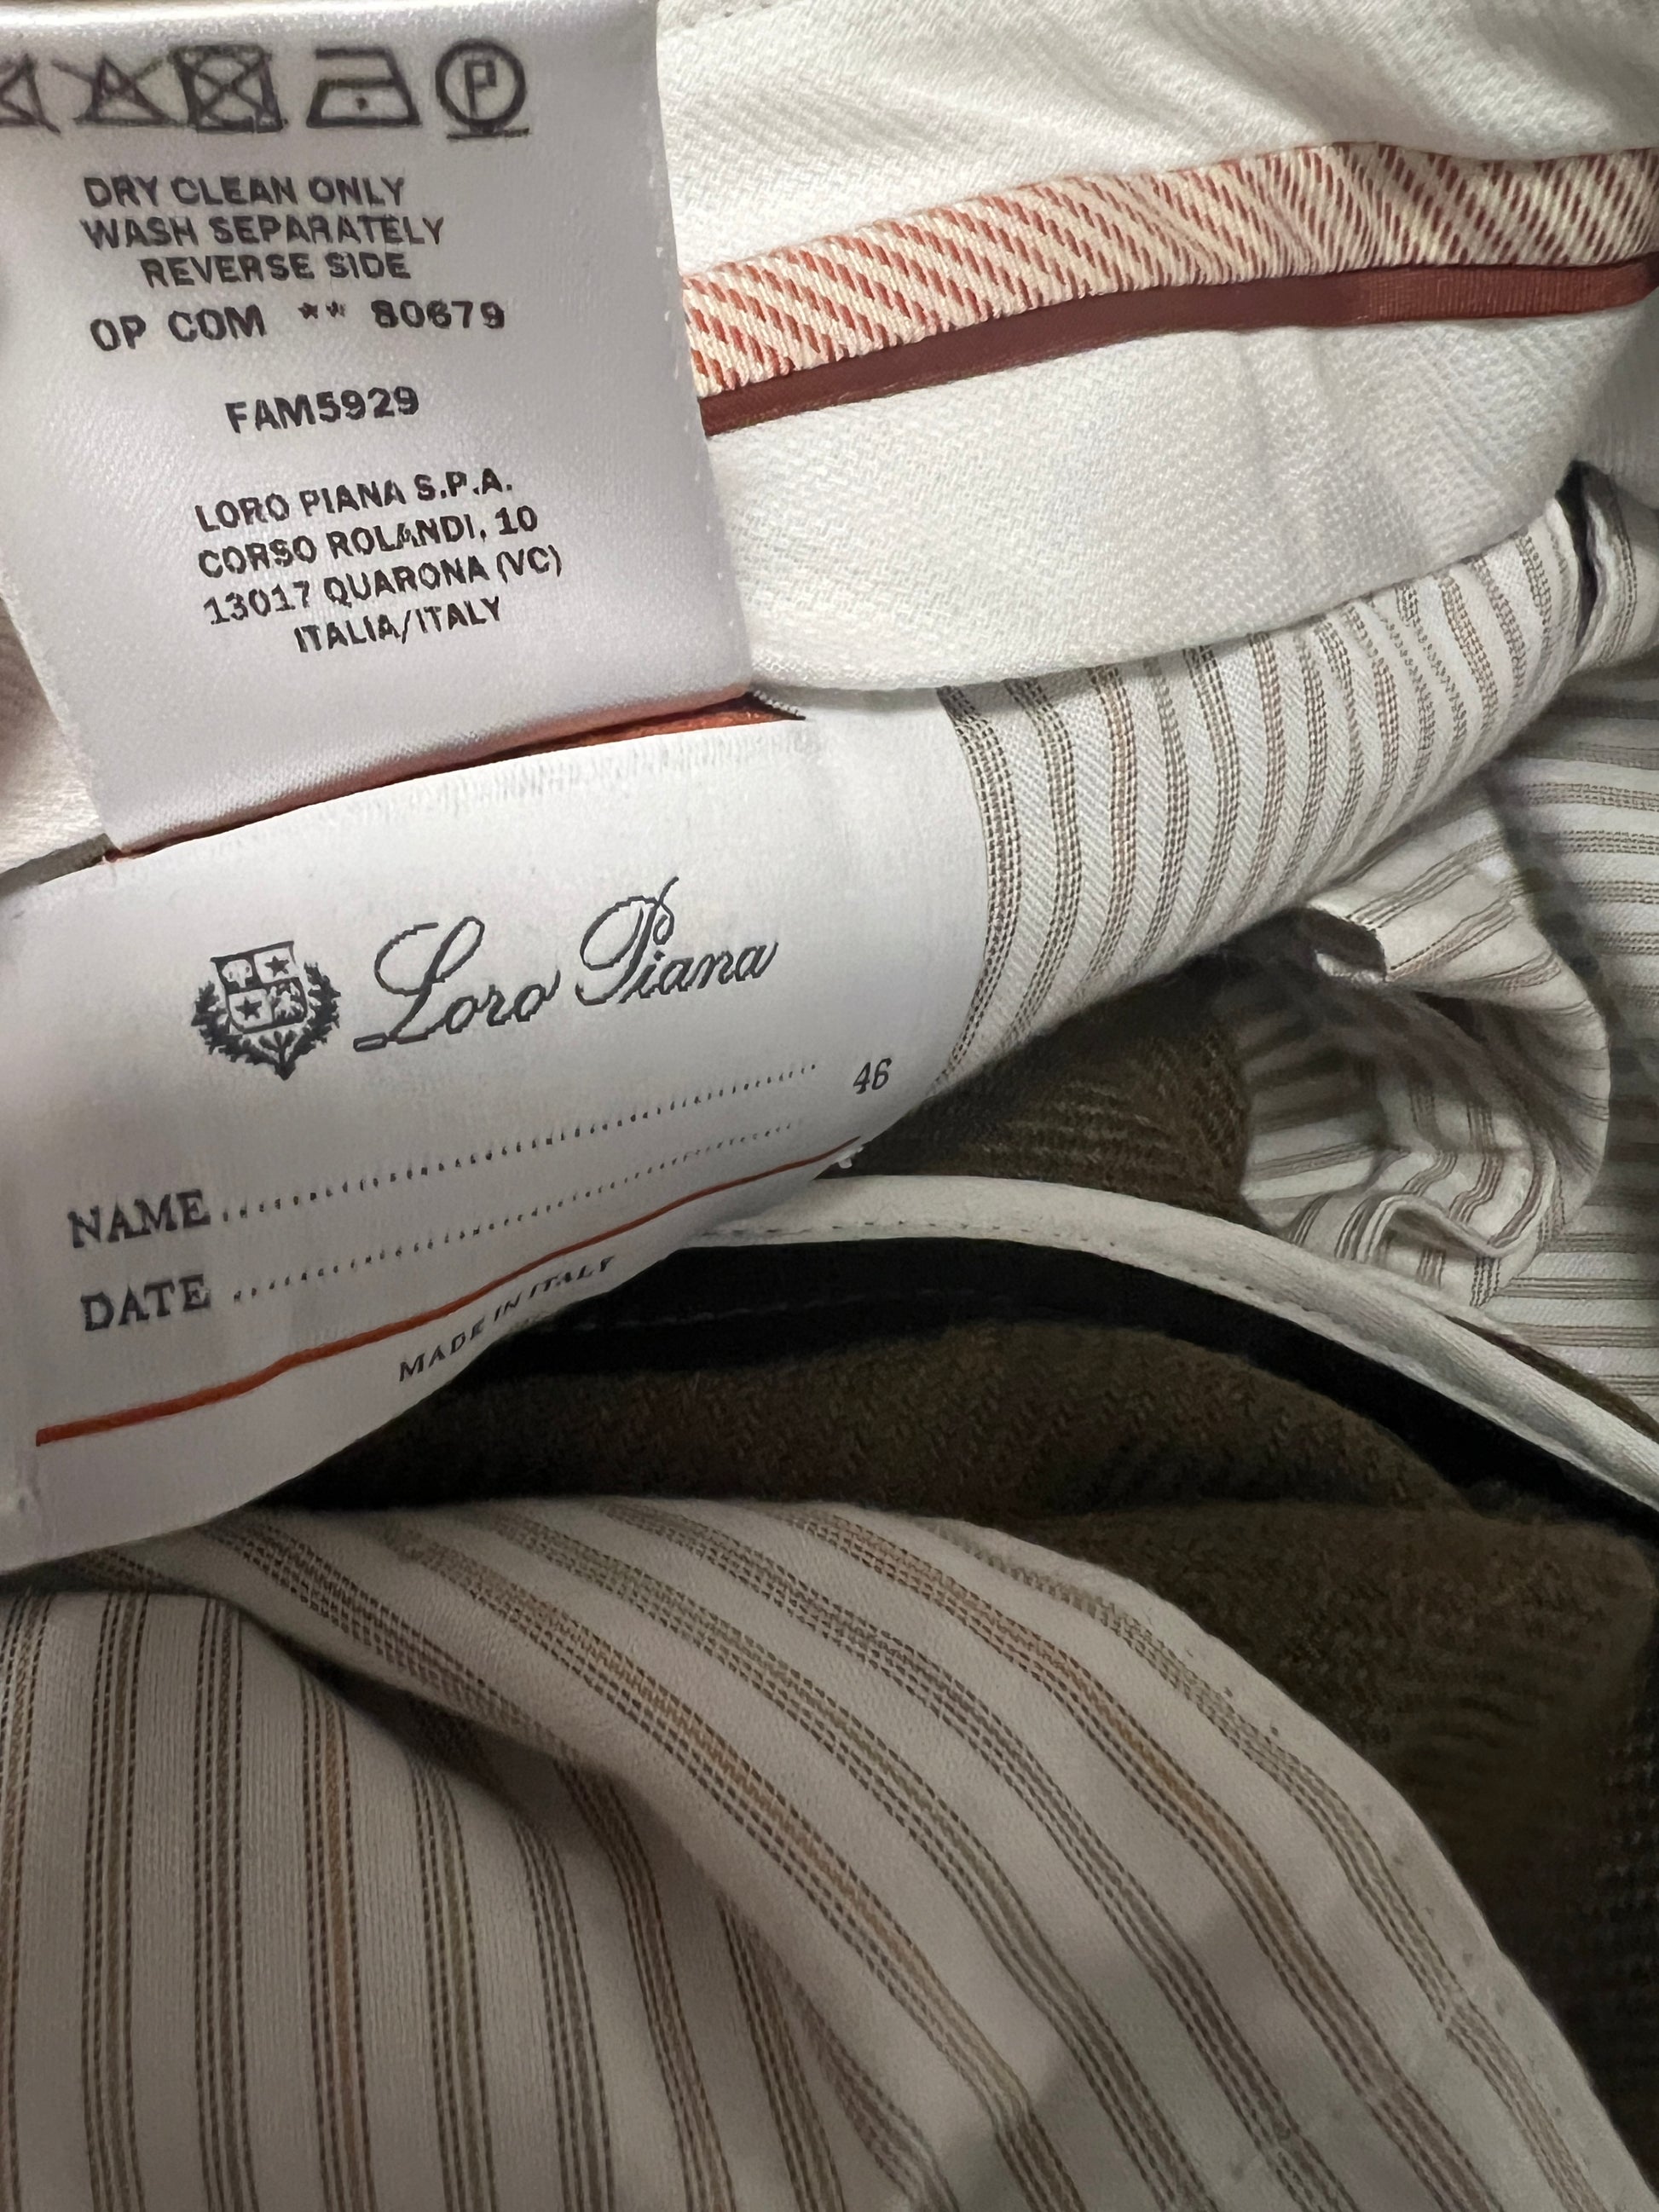 P
DRY CLEAN ONLY
WASH SEPARATELY
REVERSE SIDE
OP COM ** 80679
FAM5929
LORO PIANA S.P.A.
CORSO ROLANDI, 10
13017 QUARONA (VC)
ITALIA/ITALY
Loro Piana
46
NAME
DATE
MADE IN ITALY